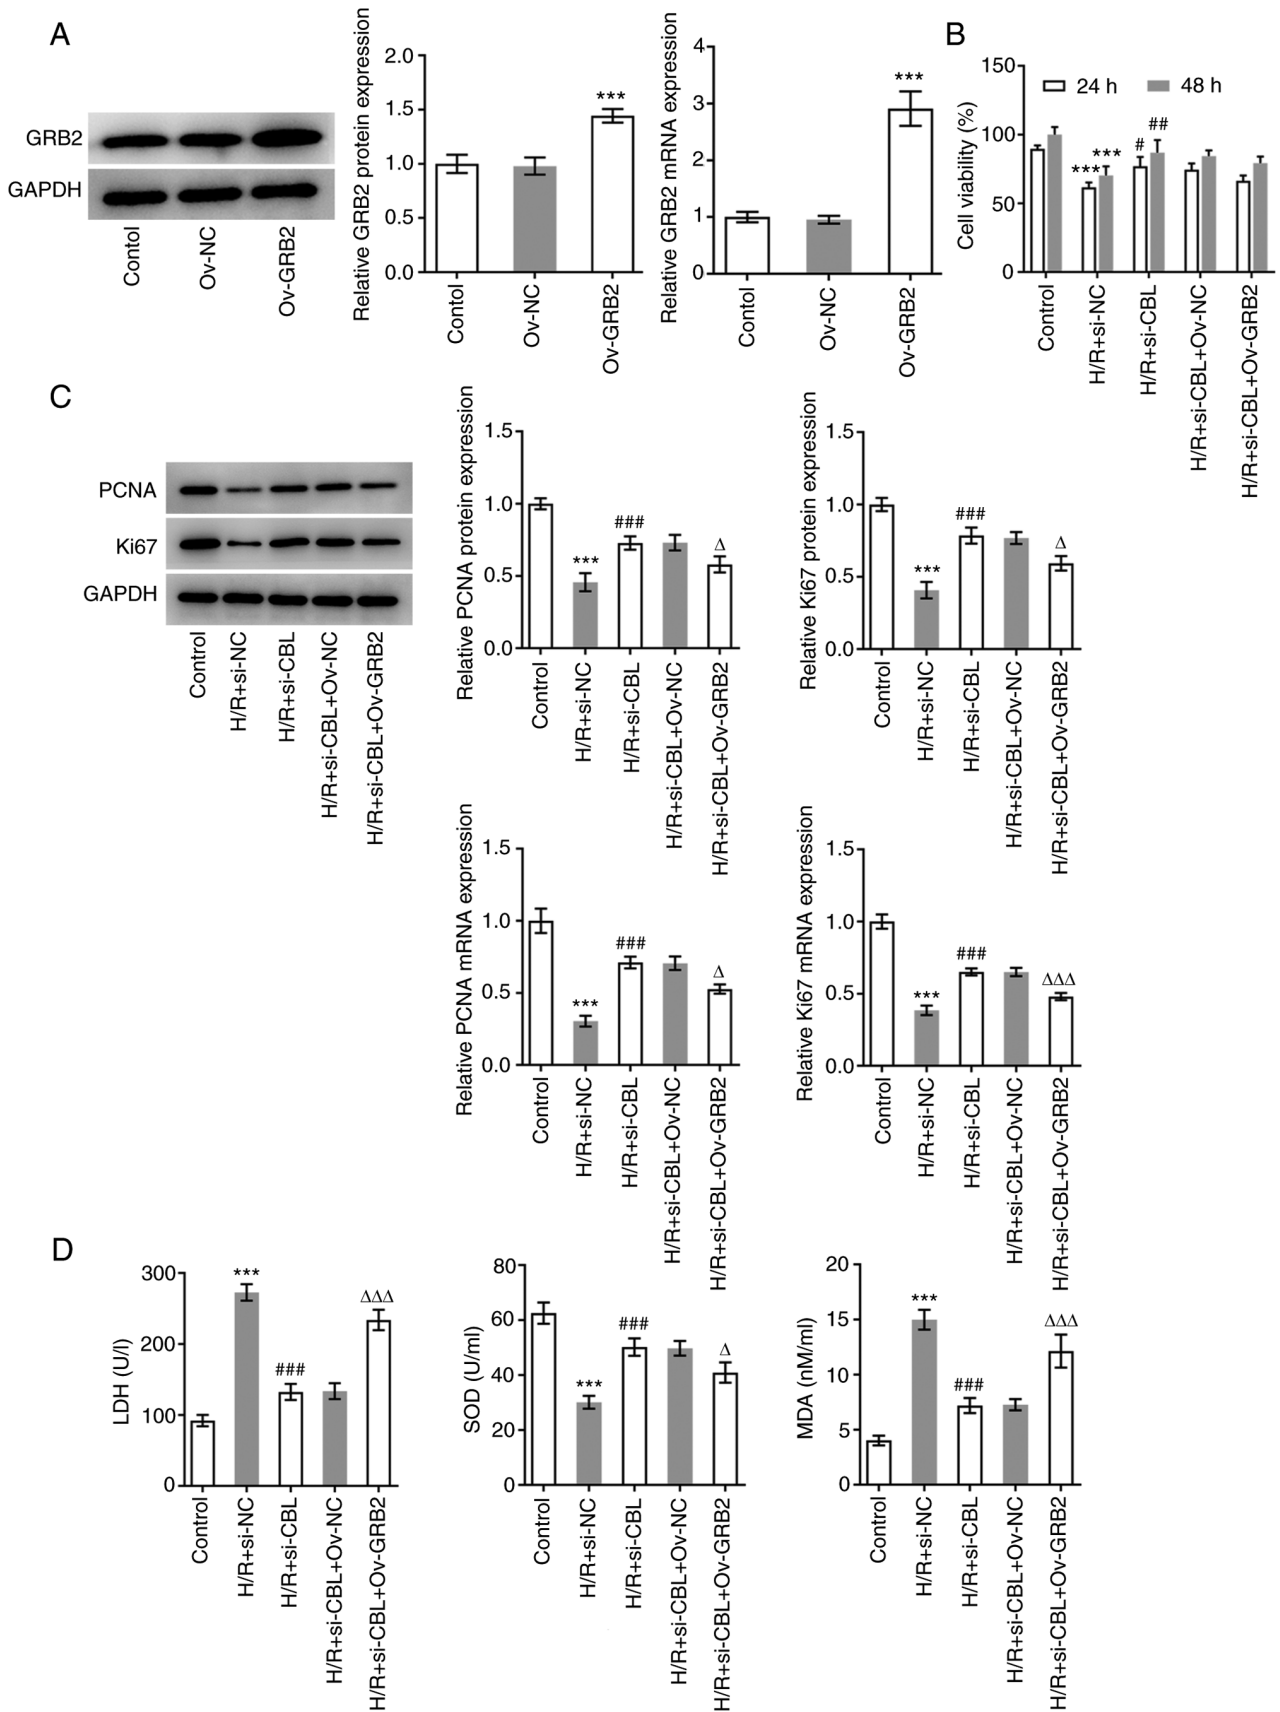 A
GRB2
GAPDH
Contol
Ov-NC
Ov-GRB2
Relative GRB2 protein expression
2.0
1.5
1.0
0.5
0.0
***
Contol
Ov-NC
Ov-GRB2
Relative GRB2 mRNA expression
4
3
2
1
0
***
Contol
Ov-NC
Ov-GRB2
B
Cell viability (%)
150
100
50
0
24 h
48 h
***
***
#
##
Control
H/R+si-NC
H/R+si-CBL
H/R+si-CBL+Ov-NC
H/R+si-CBL+Ov-GRB2
C
PCNA
Ki67
GAPDH
Control
H/R+si-NC
H/R+si-CBL
H/R+si-CBL+Ov-NC
H/R+si-CBL+Ov-GRB2
Relative PCNA protein expression
1.5
1.0
0.5
0.0
***
###
Δ
Control
H/R+si-NC
H/R+si-CBL
H/R+si-CBL+Ov-NC
H/R+si-CBL+Ov-GRB2
Relative Ki67 protein expression
1.5
1.0
0.5
0.0
***
###
Δ
Control
H/R+si-NC
H/R+si-CBL
H/R+si-CBL+Ov-NC
H/R+si-CBL+Ov-GRB2
Relative PCNA mRNA expression
1.5
1.0
0.5
0.0
***
###
Δ
Control
H/R+si-NC
H/R+si-CBL
H/R+si-CBL+Ov-NC
H/R+si-CBL+Ov-GRB2
Relative Ki67 mRNA expression
1.5
1.0
0.5
0.0
***
###
ΔΔΔ
Control
H/R+si-NC
H/R+si-CBL
H/R+si-CBL+Ov-NC
H/R+si-CBL+Ov-GRB2
D
LDH (U/l)
300
200
100
0
***
###
ΔΔΔ
Control
H/R+si-NC
H/R+si-CBL
H/R+si-CBL+Ov-NC
H/R+si-CBL+Ov-GRB2
SOD (U/ml)
80
60
40
20
0
***
###
Δ
Control
H/R+si-NC
H/R+si-CBL
H/R+si-CBL+Ov-NC
H/R+si-CBL+Ov-GRB2
MDA (nM/ml)
20
15
10
5
0
***
###
ΔΔΔ
Control
H/R+si-NC
H/R+si-CBL
H/R+si-CBL+Ov-NC
H/R+si-CBL+Ov-GRB2